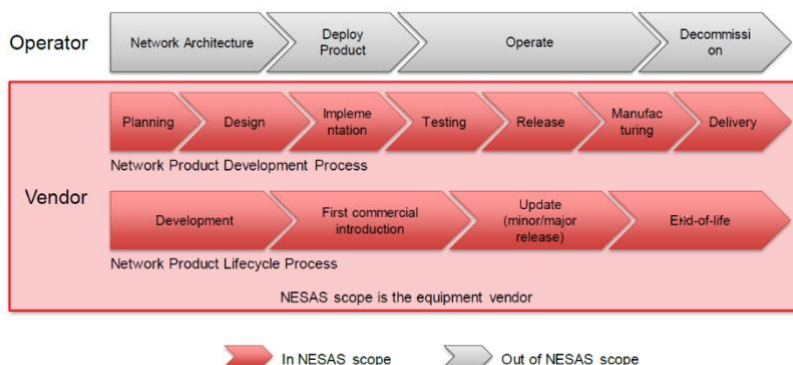 Operator
Network Architecture
Deploy
Product
Operate
Decommissi
on
Vendor
Planning
Design
Impleme
ntation
Testing
Release
Manufac
turing
Delivery
Network Product Development Process
Development
First commercial
introduction
Update
(minor/major
release)
End-of-life
Network Product Lifecycle Process
NESAS scope is the equipment vendor
In NESAS scope
Out of NESAS scope